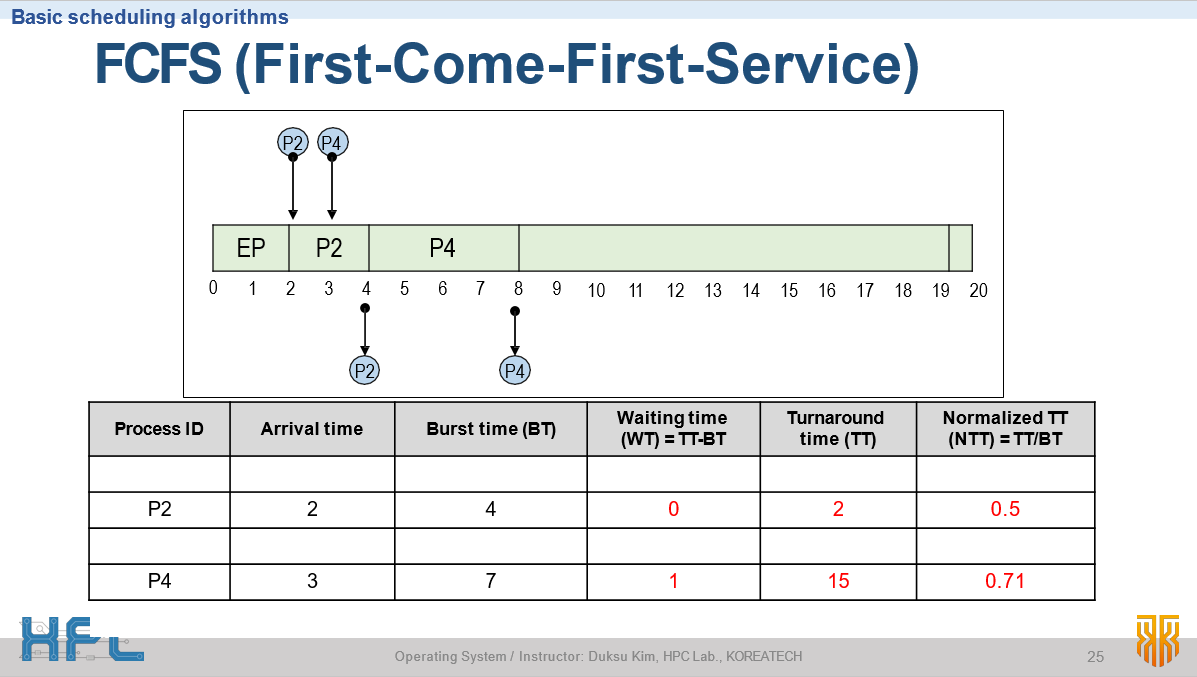 Basic scheduling algorithms
FCFS (First-Come-First-Service)
P2 P4
EP P2 P4
0 1 2 3 4 5 6 7 8 9 10 11 12 13 14 15 16 17 18 19 20
P2 P4
Process ID Arrival time Burst time (BT) Waiting time (WT) = TT-BT Turnaround time (TT) Normalized TT (NTT) = TT/BT
P2 2 4 0 2 0.5
P4 3 7 1 15 0.71
HFL
Operating System / Instructor: Duksu Kim, HPC Lab., KOREATECH
25